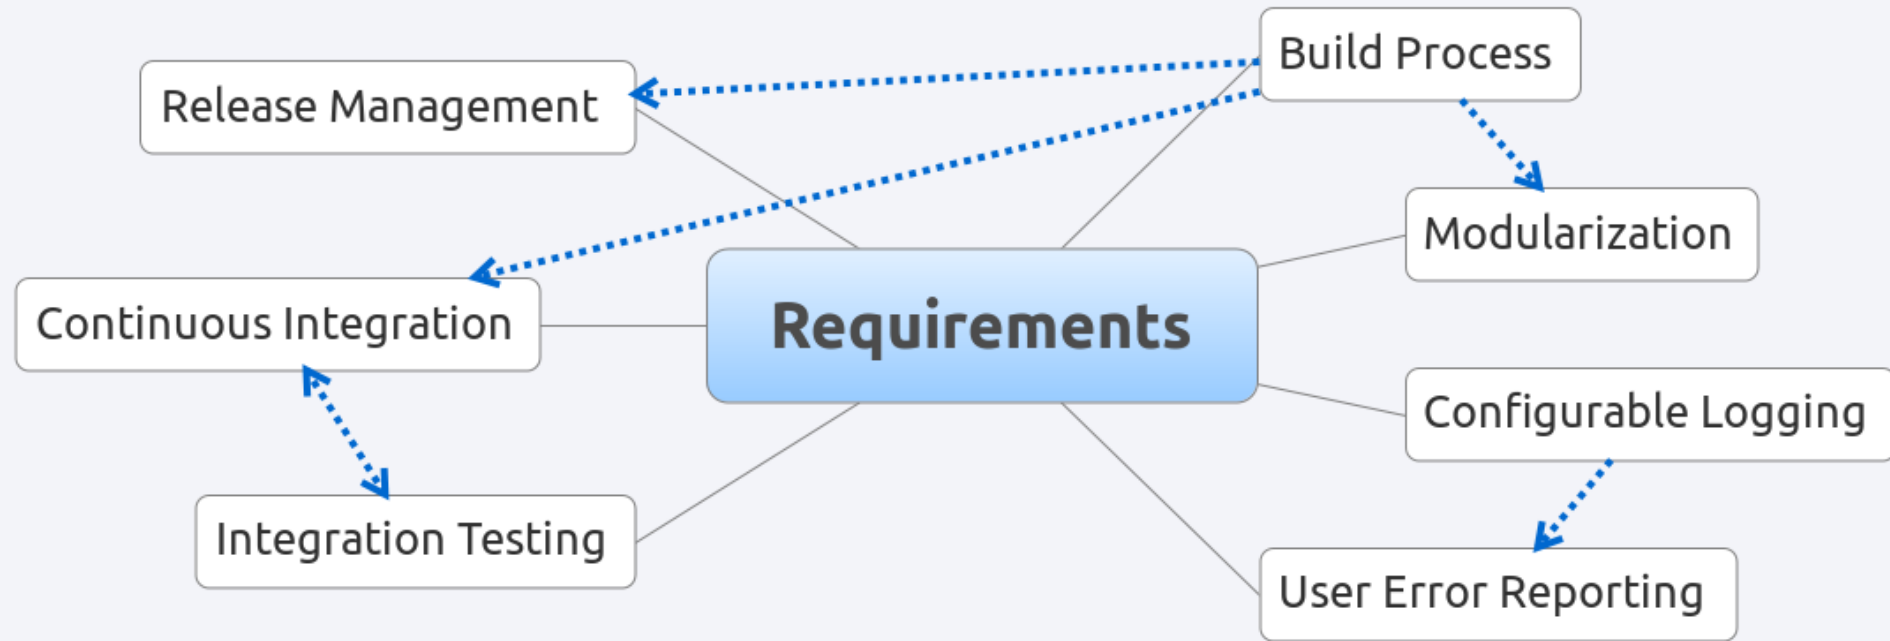 Build Process
Release Management
Modularization
Continuous Integration
Requirements
Configurable Logging
Integration Testing
User Error Reporting